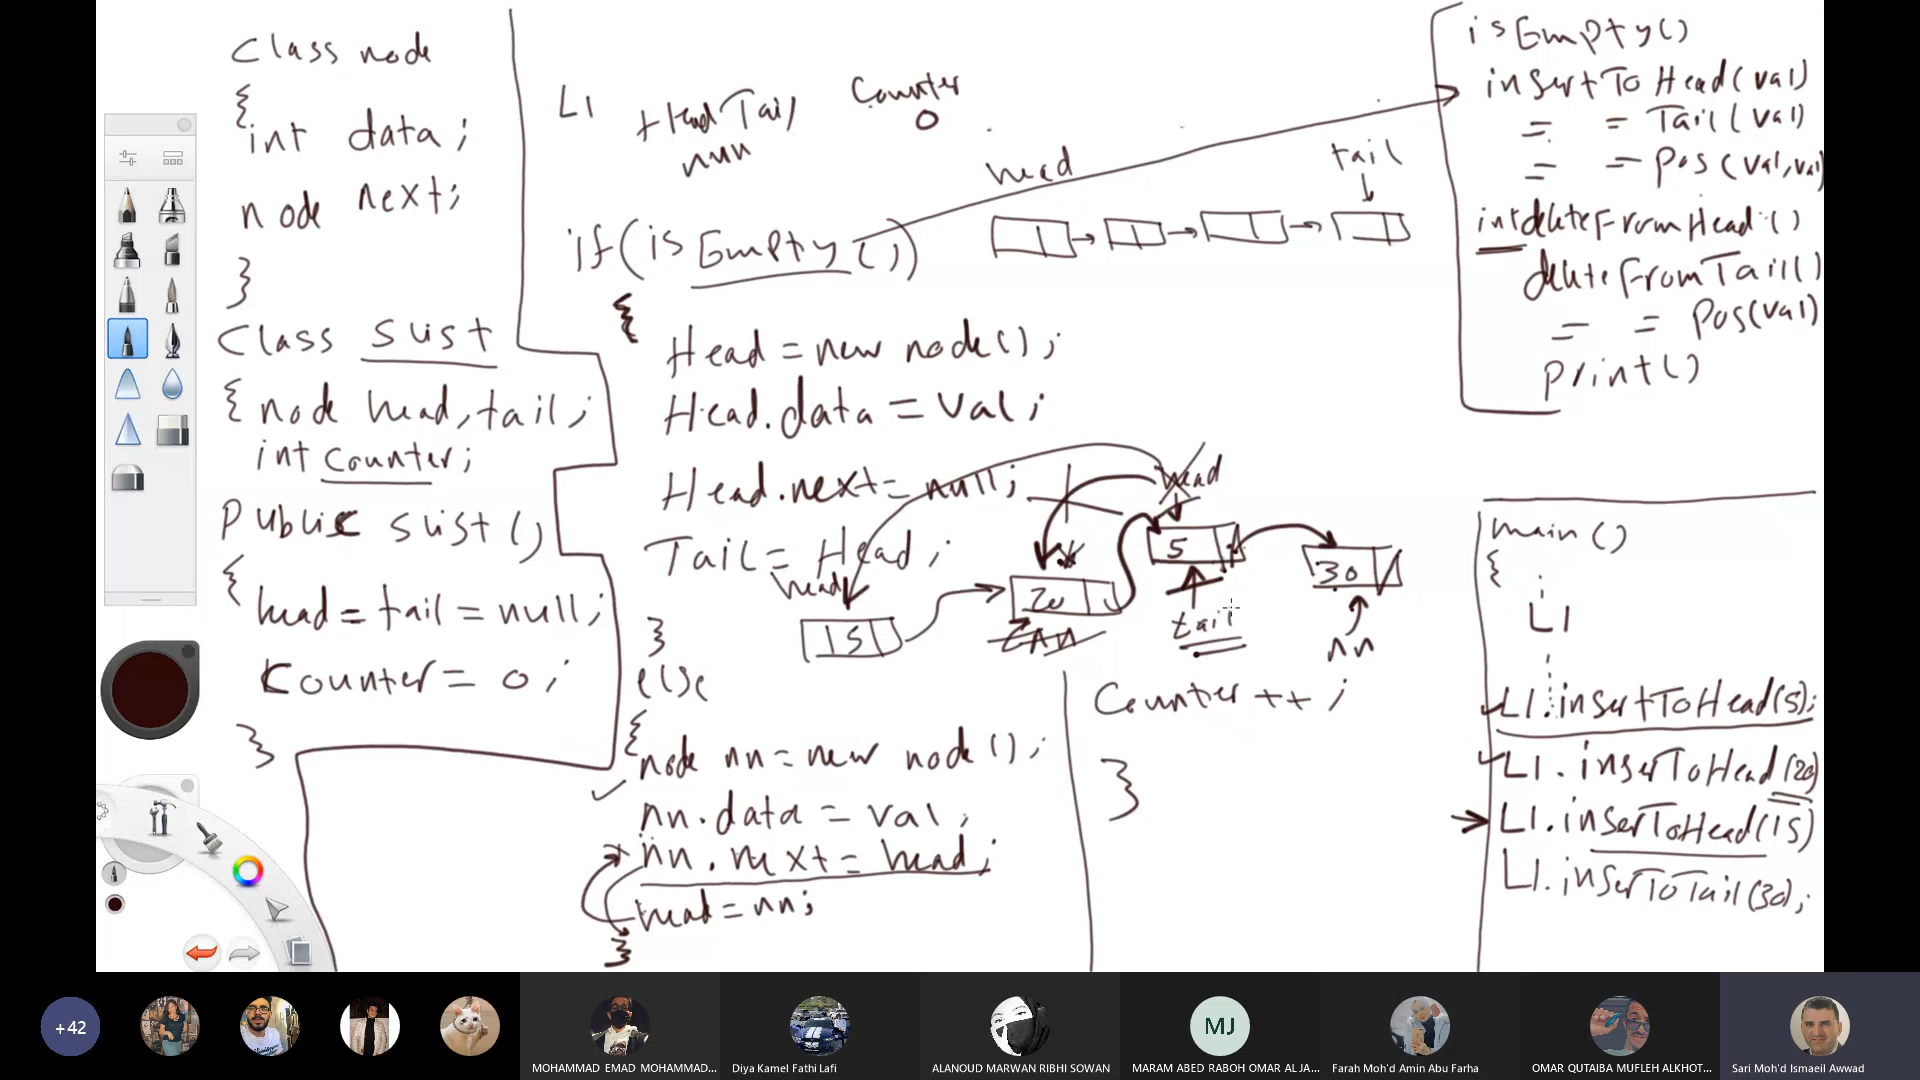 Class node
{
int data;
node next;
}
Class slist
{ node head, tail;
int counter;
Public slist()
{
head = tail = null;
Counter = 0;
}
L1
Head Tail
null
Counter
0
head
tail
if(isEmpty())
{
Head = new node();
Head.data = val;
Head.next = null;
Tail = Head;
}
else
{
node nn = new node();
nn.data = val;
nn.next = head;
head = nn;
}
head
head
15
20
5
30
tail
nn
Counter++;
}
isEmpty()
insertToHead(val)
= = Tail(val)
= = Pos(val,val)
int deleteFromHead()
deleteFromTail()
= = Pos(val)
print()
main()
{
L1
L1.insertToHead(5);
L1.inserToHead(20)
L1.inserToHead(15)
L1.inserToTail(30);
+42
MOHAMMAD EMAD MOHAMMAD...
Diya Kamel Fathi Lafi
ALANOUD MARWAN RIBHI SOWAN
MJ
MARAM ABED RABOH OMAR AL JA...
Farah Moh'd Amin Abu Farha
OMAR QUTAIBA MUFLEH ALKHOT...
Sari Moh'd Ismaeil Awwad